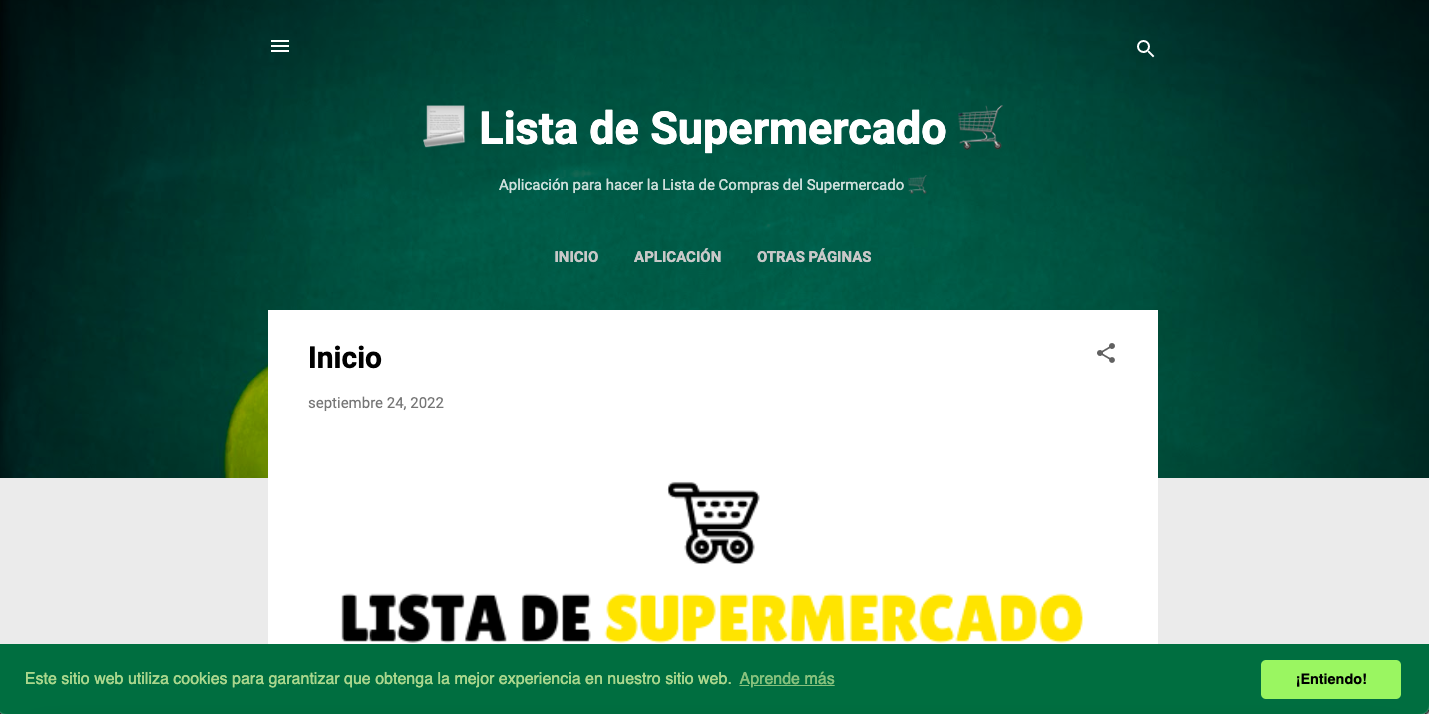 Lista de Supermercado
Aplicación para hacer la Lista de Compras del Supermercado
INICIO APLICACIÓN OTRAS PÁGINAS
Inicio
septiembre 24, 2022
LISTA DE SUPERMERCADO
Este sitio web utiliza cookies para garantizar que obtenga la mejor experiencia en nuestro sitio web. Aprende más
¡Entiendo!